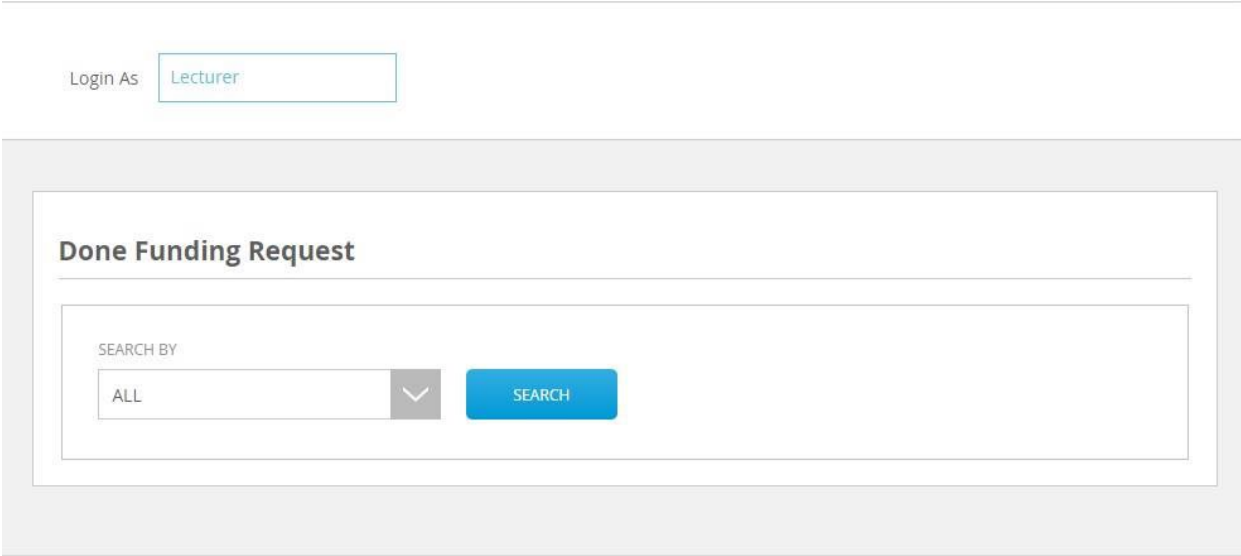 Login As Lecturer
Done Funding Request
SEARCH BY
ALL SEARCH